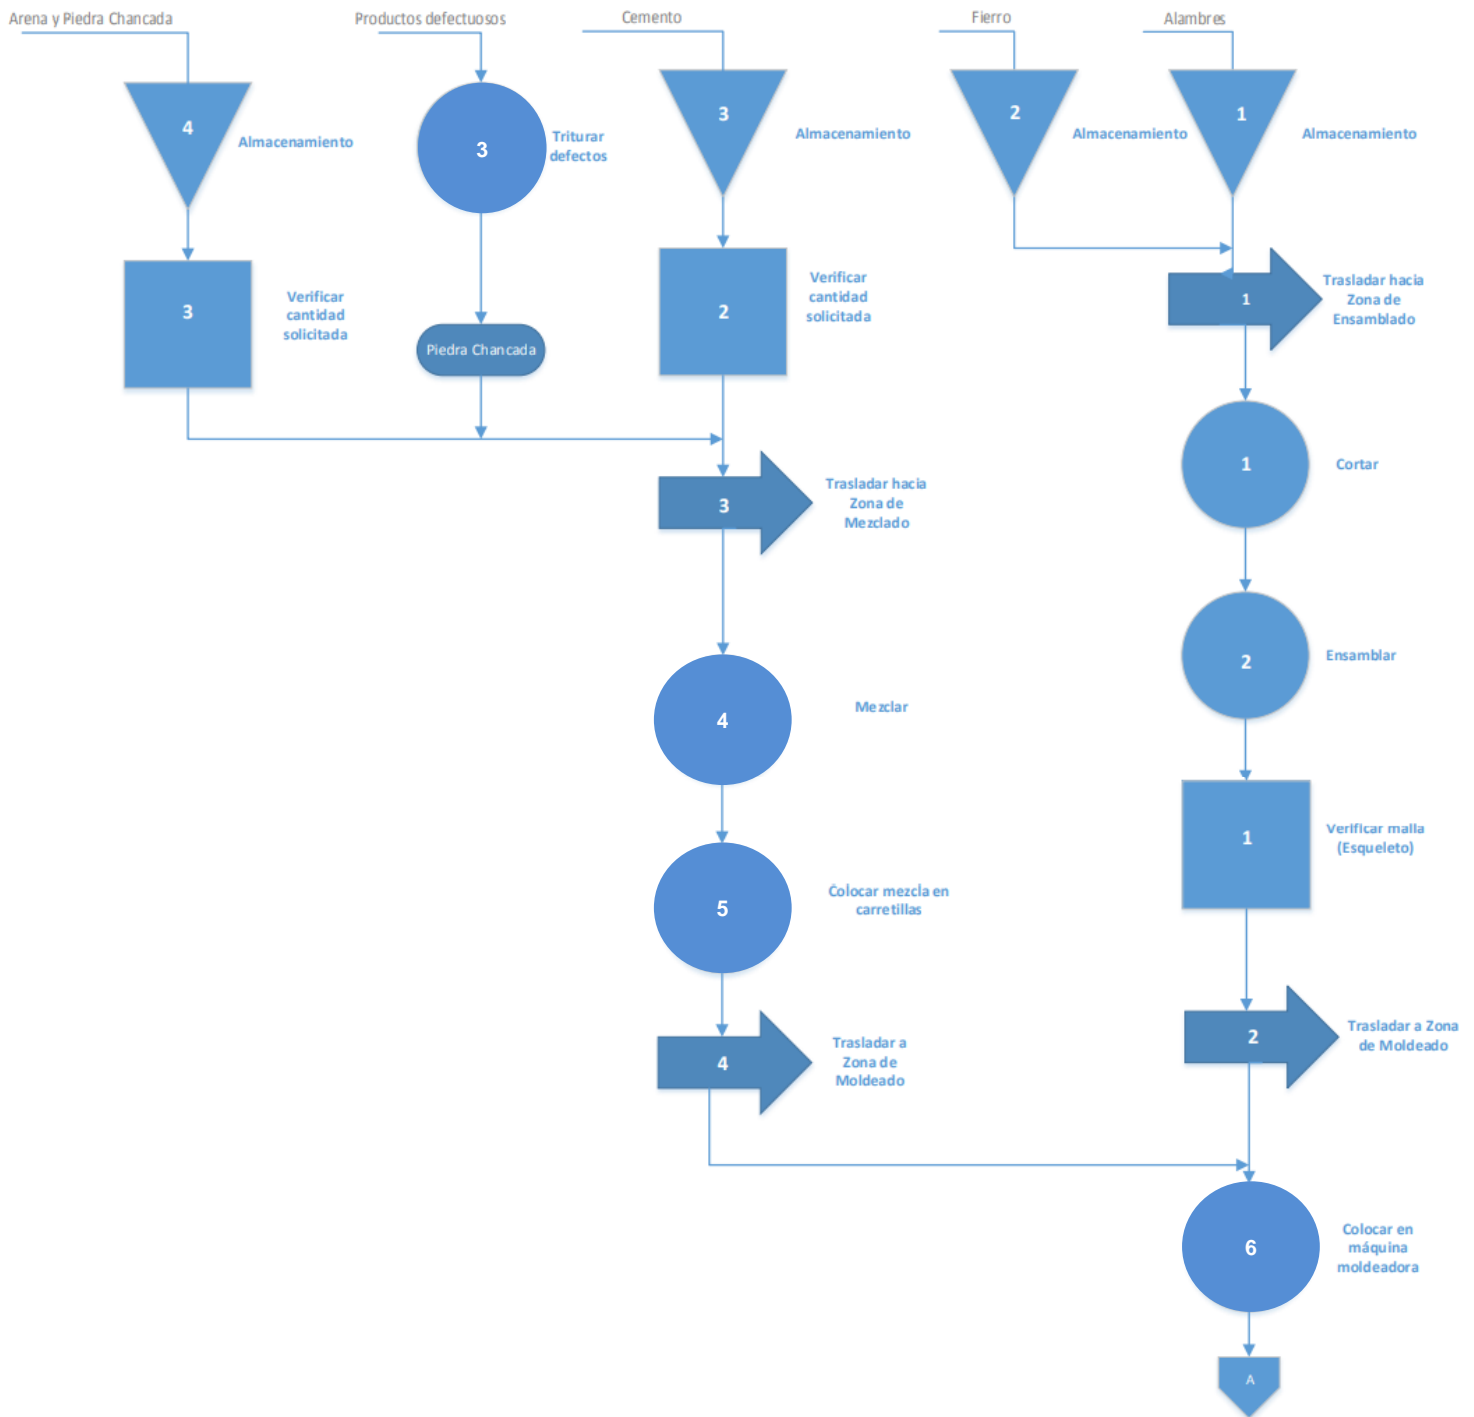 Arena y Piedra Chancada
Productos defectuosos
Cemento
Fierro
Alambres
4
Almacenamiento
3
Triturar
defectos
3
Almacenamiento
2
Almacenamiento
1
Almacenamiento
3
Verificar
cantidad
solicitada
Piedra Chancada
2
Verificar
cantidad
solicitada
1
Trasladar hacia
Zona de
Ensamblado
3
Trasladar hacia
Zona de
Mezclado
1
Cortar
2
Ensamblar
4
Mezclar
1
Verificar malla
(Esqueleto)
5
Colocar mezcla en
carretillas
4
Trasladar a
Zona de
Moldeado
2
Trasladar a Zona
de Moldeado
6
Colocar en
máquina
moldeadora
A